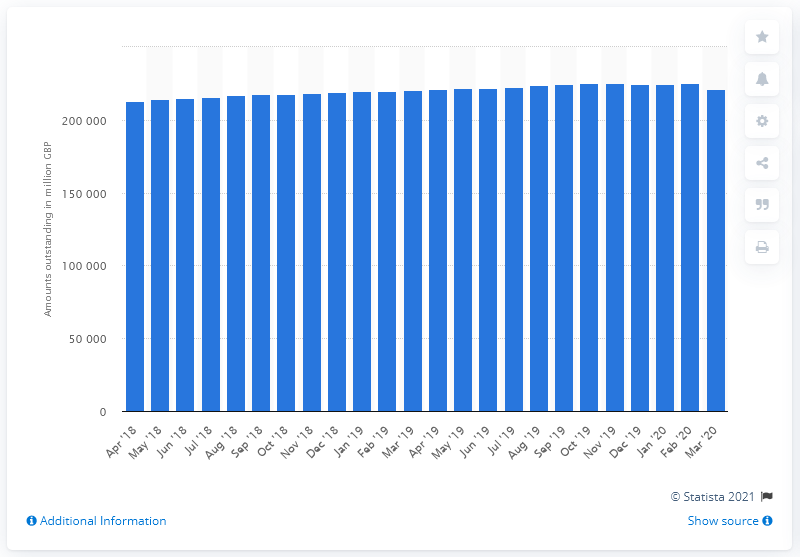 Amounts outstanding in million GBP
200 000
150 000
100 000
50 000
0
Apr '18
May '18
Jun '18
Jul '18
Aug '18
Sep '18
Oct '18
Nov '18
Dec '18
Jan '19
Feb '19
Mar '19
Apr '19
May '19
Jun '19
Jul '19
Aug '19
Sep '19
Oct '19
Nov '19
Dec '19
Jan '20
Feb '20
Mar '20
© Statista 2021
Additional Information
Show source